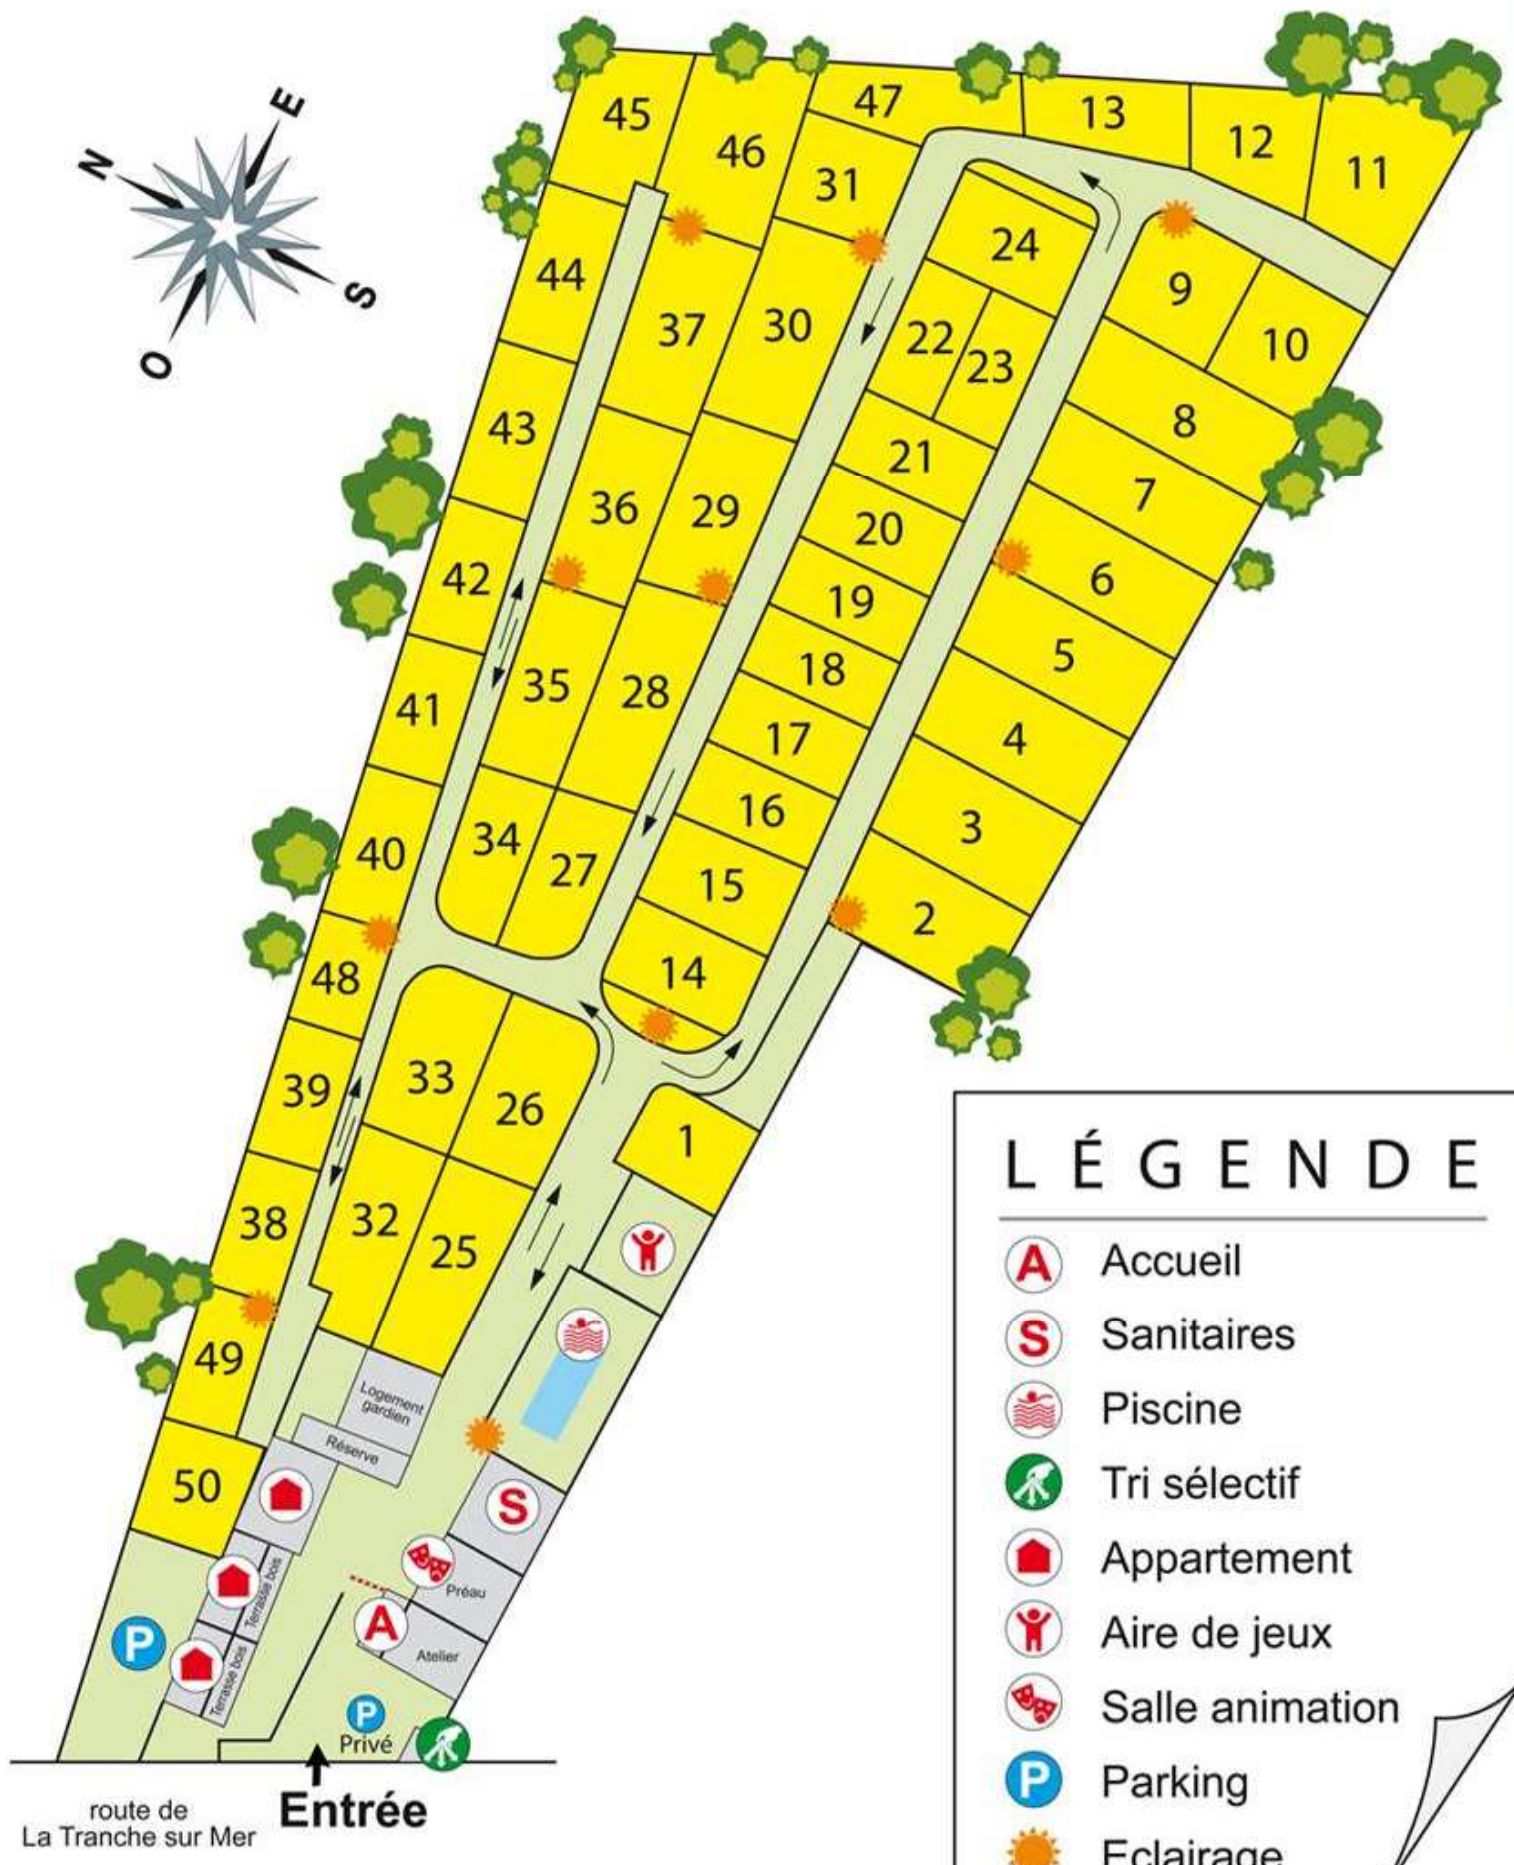 45
46
47
13
12
11
31
24
44
37
30
22
23
9
10
43
36
29
21
8
20
7
42
19
6
35
28
18
5
41
17
4
34
27
16
3
40
15
2
48
14
33
26
39
1
32
25
38
49
50
N
E
S
O
Logement
gardien
Réserve
S
Préau
A
Atelier
Terrasse bois
Terrasse bois
P
P
Privé
Entrée
route de
La Tranche sur Mer
LÉGENDE
A Accueil
S Sanitaires
Piscine
Tri sélectif
Appartement
Aire de jeux
Salle animation
P Parking
Eclairage